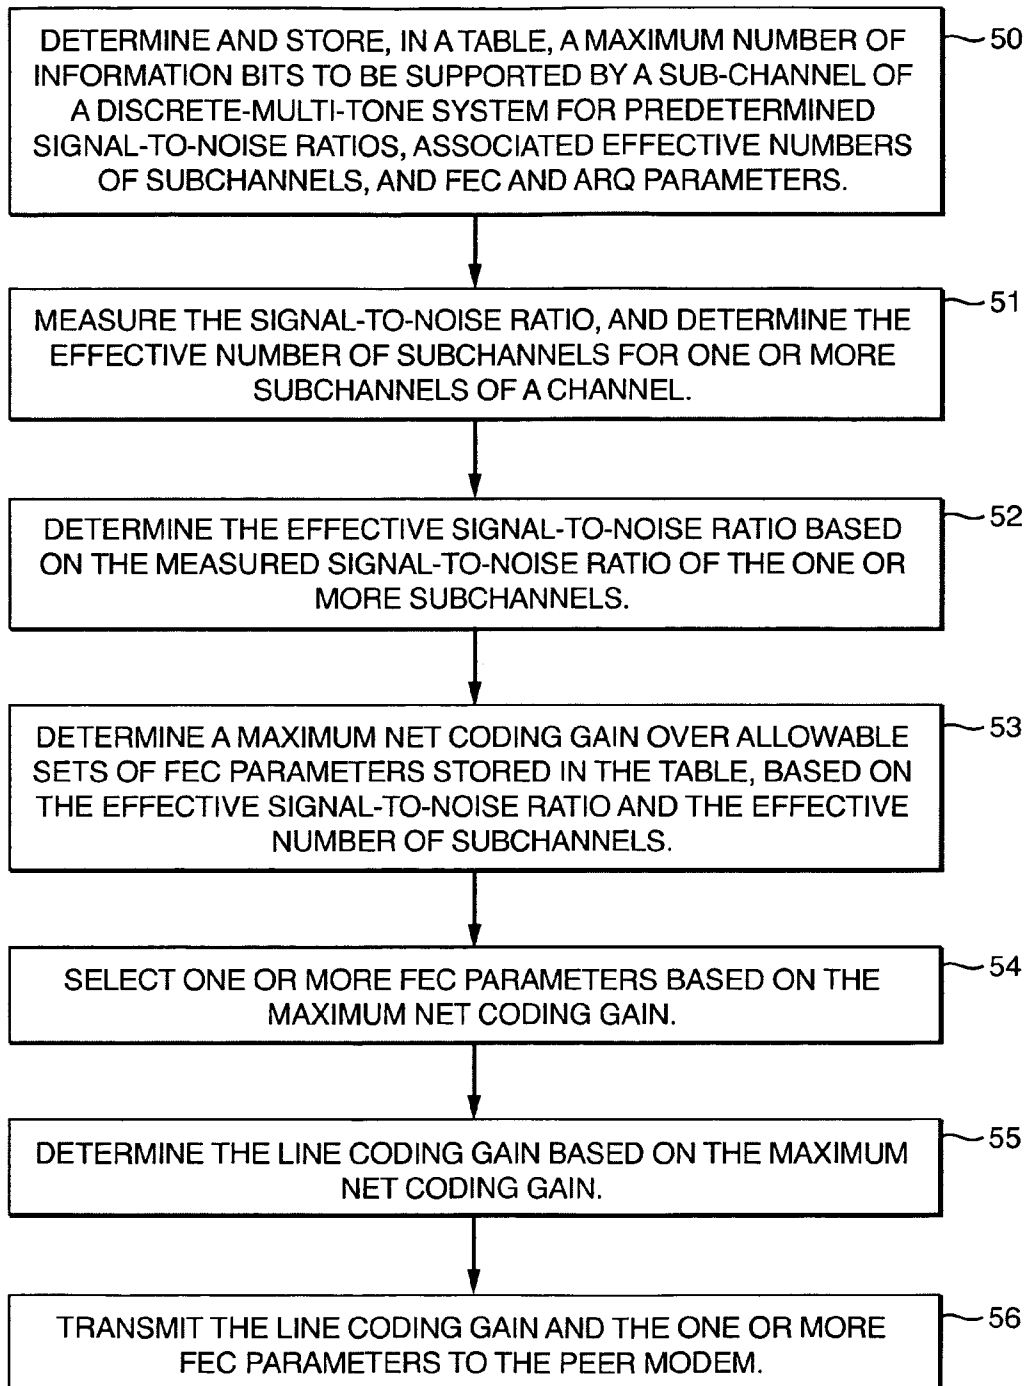 DETERMINE AND STORE, IN A TABLE, A MAXIMUM NUMBER OF
INFORMATION BITS TO BE SUPPORTED BY A SUB-CHANNEL OF
A DISCRETE-MULTI-TONE SYSTEM FOR PREDETERMINED
SIGNAL-TO-NOISE RATIOS, ASSOCIATED EFFECTIVE NUMBERS
OF SUBCHANNELS, AND FEC AND ARQ PARAMETERS.
50
MEASURE THE SIGNAL-TO-NOISE RATIO, AND DETERMINE THE
EFFECTIVE NUMBER OF SUBCHANNELS FOR ONE OR MORE
SUBCHANNELS OF A CHANNEL.
51
DETERMINE THE EFFECTIVE SIGNAL-TO-NOISE RATIO BASED
ON THE MEASURED SIGNAL-TO-NOISE RATIO OF THE ONE OR
MORE SUBCHANNELS.
52
DETERMINE A MAXIMUM NET CODING GAIN OVER ALLOWABLE
SETS OF FEC PARAMETERS STORED IN THE TABLE, BASED ON
THE EFFECTIVE SIGNAL-TO-NOISE RATIO AND THE EFFECTIVE
NUMBER OF SUBCHANNELS.
53
SELECT ONE OR MORE FEC PARAMETERS BASED ON THE
MAXIMUM NET CODING GAIN.
54
DETERMINE THE LINE CODING GAIN BASED ON THE MAXIMUM
NET CODING GAIN.
55
TRANSMIT THE LINE CODING GAIN AND THE ONE OR MORE
FEC PARAMETERS TO THE PEER MODEM.
56